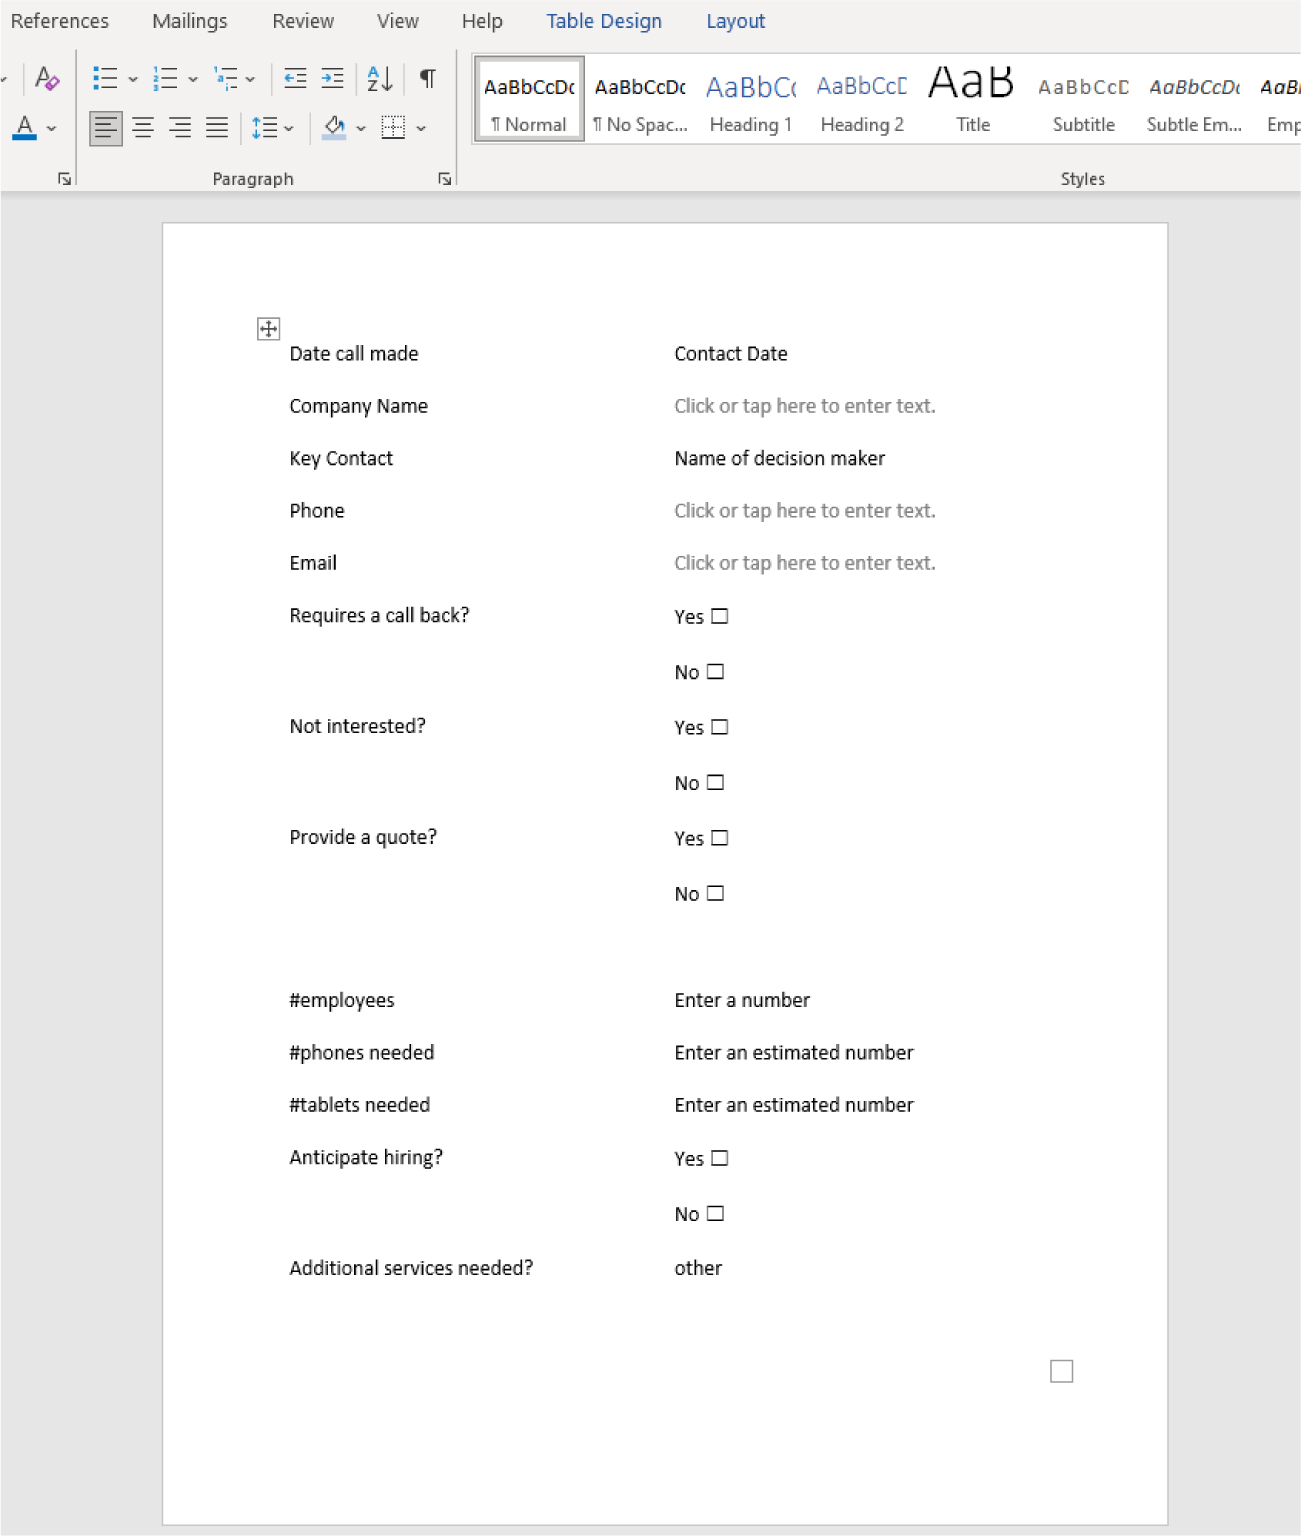 References Mailings Review View Help Table Design Layout
A
A
Z
¶
A
AaBbCcDc AaBbCcDc AaBbCc AaBbCcD AaB AaBbCcD AaBbCcDc AaBb
¶ Normal ¶ No Spac... Heading 1 Heading 2 Title Subtitle Subtle Em... Emp
Paragraph Styles
Date call made Contact Date
Company Name Click or tap here to enter text.
Key Contact Name of decision maker
Phone Click or tap here to enter text.
Email Click or tap here to enter text.
Requires a call back? Yes ☐
No ☐
Not interested? Yes ☐
No ☐
Provide a quote? Yes ☐
No ☐
#employees Enter a number
#phones needed Enter an estimated number
#tablets needed Enter an estimated number
Anticipate hiring? Yes ☐
No ☐
Additional services needed? other